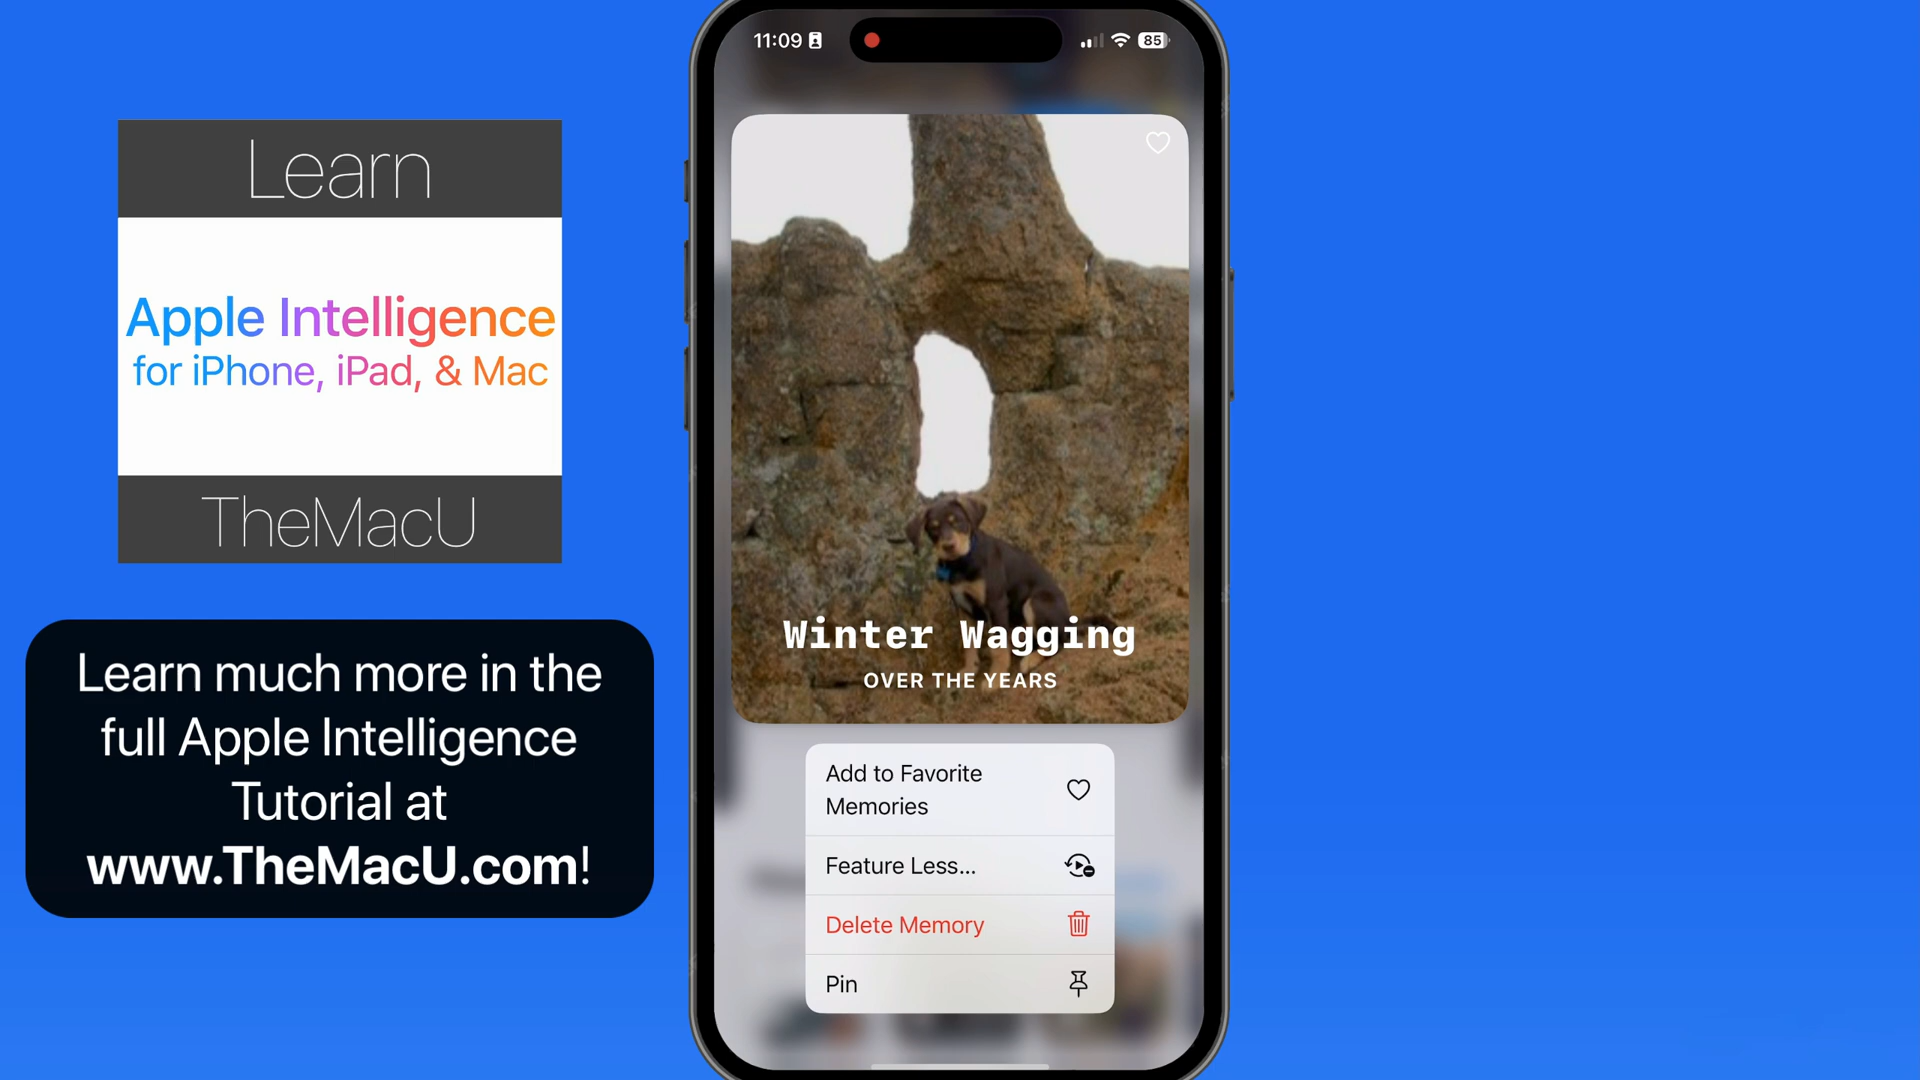 Learn
Apple Intelligence
for iPhone, iPad, & Mac
TheMacU
Learn much more in the
full Apple Intelligence
Tutorial at
www.TheMacU.com!
11:09
85
Winter Wagging
OVER THE YEARS
Add to Favorite
Memories
Feature Less...
Delete Memory
Pin